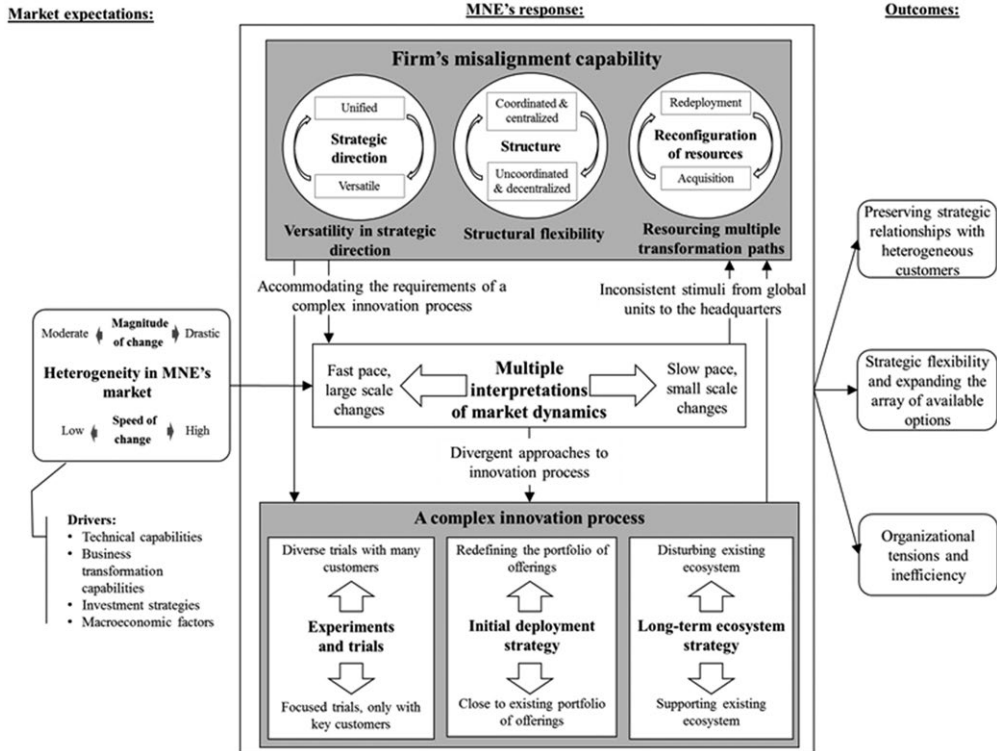 Market expectations:
MNE's response:
Outcomes:
Firm's misalignment capability
Unified
Strategic
direction
Versatile
Versatility in strategic
direction
Coordinated &
centralized
Structure
Uncoordinated
& decentralized
Structural flexibility
Redeployment
Reconfiguration
of resources
Acquisition
Resourcing multiple
transformation paths
Accommodating the requirements of a
complex innovation process
Inconsistent stimuli from global
units to the headquarters
Moderate
Magnitude
of change
Drastic
Heterogeneity in MNE's
market
Low
Speed of
change
High
Drivers:
• Technical capabilities
• Business
transformation
capabilities
• Investment strategies
• Macroeconomic factors
Fast pace,
large scale
changes
Multiple
interpretations
of market dynamics
Slow pace,
small scale
changes
Divergent approaches to
innovation process
A complex innovation process
Diverse trials with many
customers
Experiments
and trials
Focused trials, only with
key customers
Redefining the portfolio of
offerings
Initial deployment
strategy
Close to existing portfolio
of offerings
Disturbing existing
ecosystem
Long-term ecosystem
strategy
Supporting existing
ecosystem
Preserving strategic
relationships with
heterogeneous
customers
Strategic flexibility
and expanding the
array of available
options
Organizational
tensions and
inefficiency